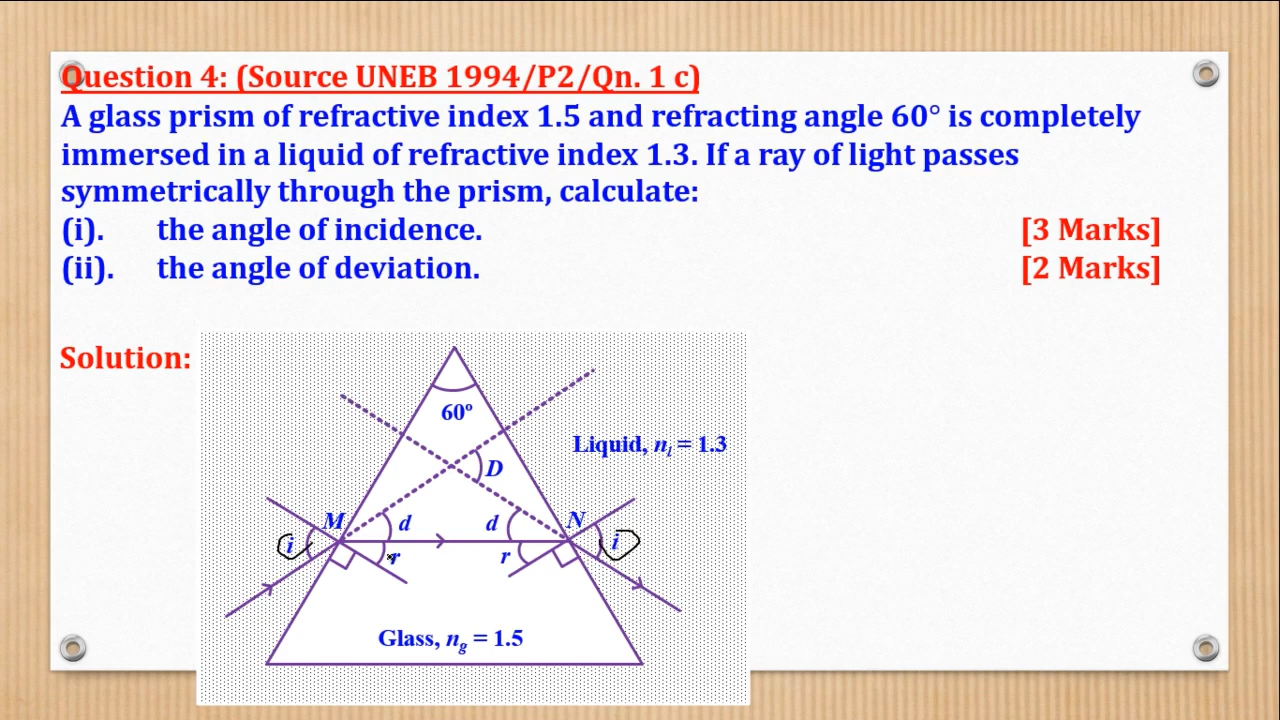 Question 4: (Source UNEB 1994/P2/Qn. 1 c)
A glass prism of refractive index 1.5 and refracting angle 60° is completely
immersed in a liquid of refractive index 1.3. If a ray of light passes
symmetrically through the prism, calculate:
(i). the angle of incidence. [3 Marks]
(ii). the angle of deviation. [2 Marks]
Solution:
60º
Liquid, nₗ = 1.3
D
M d d N
i r r i
Glass, n_g = 1.5